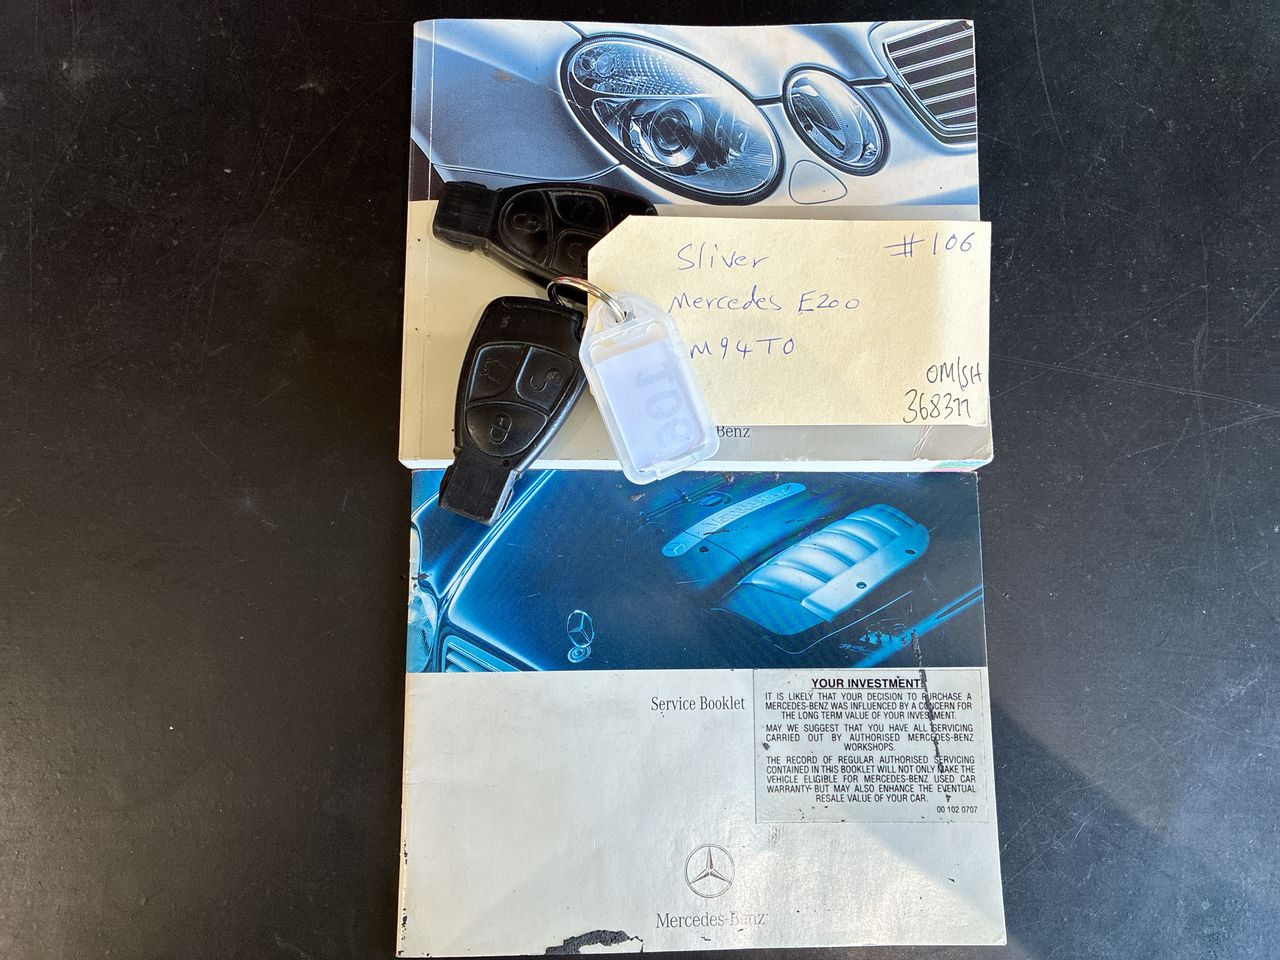 Sliver
#106
Mercedes E200
M94TO
OM/SH
368377
106
Benz
Service Booklet
YOUR INVESTMENT!
IT IS LIKELY THAT YOUR DECISION TO PURCHASE A
MERCEDES-BENZ WAS INFLUENCED BY A CONCERN FOR
THE LONG TERM VALUE OF YOUR INVESTMENT.
MAY WE SUGGEST THAT YOU HAVE ALL SERVICING
CARRIED OUT BY AUTHORISED MERCEDES-BENZ
WORKSHOPS.
THE RECORD OF REGULAR AUTHORISED SERVICING
CONTAINED IN THIS BOOKLET WILL NOT ONLY MAKE THE
VEHICLE ELIGIBLE FOR MERCEDES-BENZ USED CAR
WARRANTY- BUT MAY ALSO ENHANCE THE EVENTUAL
RESALE VALUE OF YOUR CAR.
00 102 0707
Mercedes-Benz